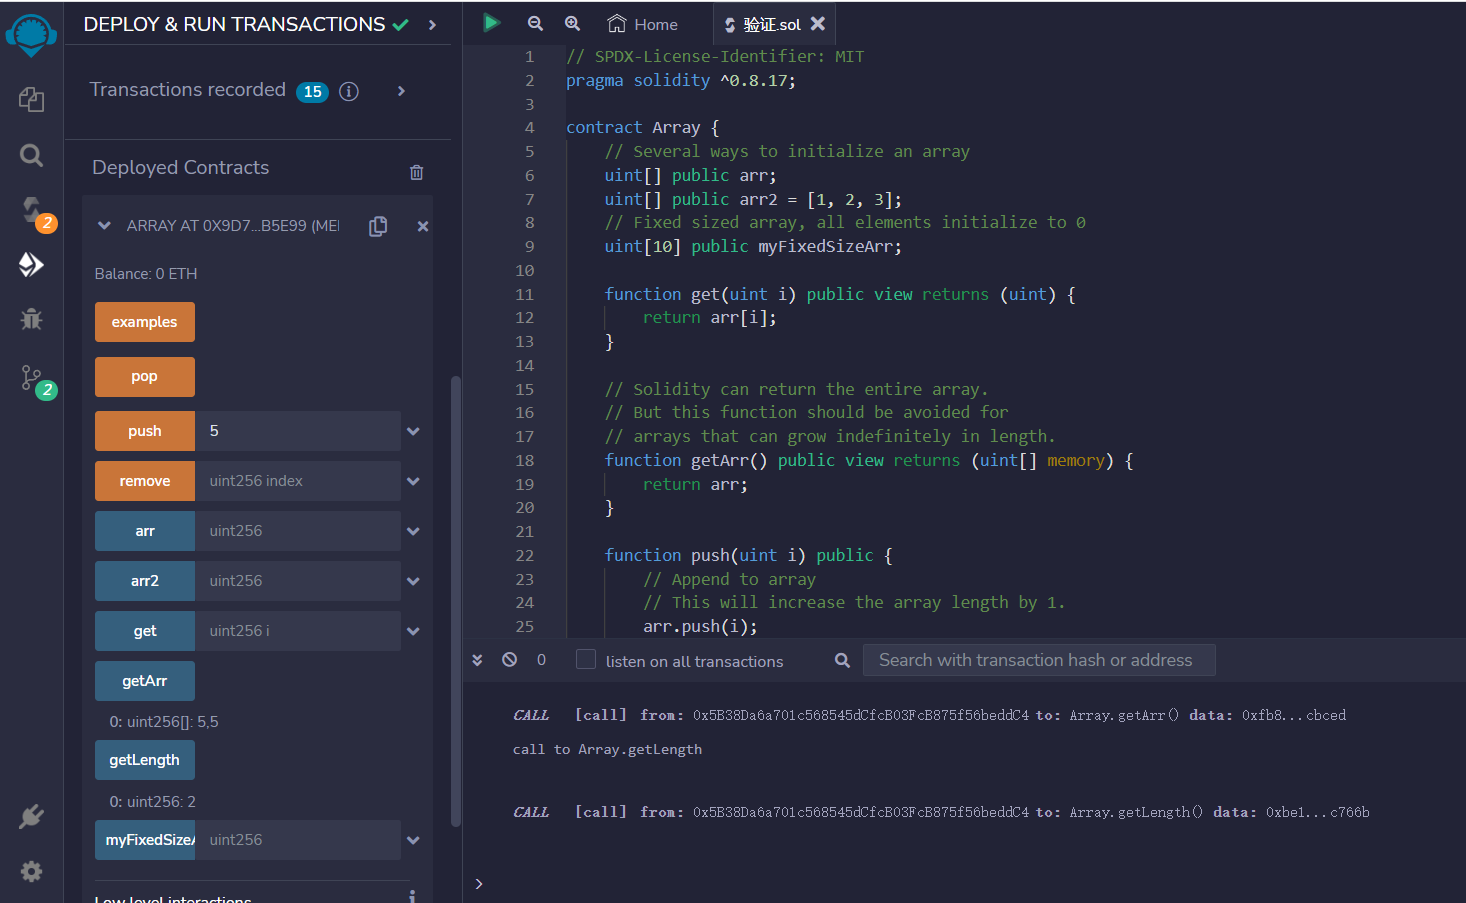 DEPLOY & RUN TRANSACTIONS
Transactions recorded 15
Deployed Contracts
2
2
ARRAY AT 0X9D7...B5E99 (MEI
Balance: 0 ETH
examples
pop
push 5
remove uint256 index
arr uint256
arr2 uint256
get uint256 i
getArr
0: uint256[]: 5,5
getLength
0: uint256: 2
myFixedSizeA uint256
Low level interactions
Home 验证.sol
1 // SPDX-License-Identifier: MIT
2 pragma solidity ^0.8.17;
3
4 contract Array {
5 // Several ways to initialize an array
6 uint[] public arr;
7 uint[] public arr2 = [1, 2, 3];
8 // Fixed sized array, all elements initialize to 0
9 uint[10] public myFixedSizeArr;
10
11 function get(uint i) public view returns (uint) {
12 return arr[i];
13 }
14
15 // Solidity can return the entire array.
16 // But this function should be avoided for
17 // arrays that can grow indefinitely in length.
18 function getArr() public view returns (uint[] memory) {
19 return arr;
20 }
21
22 function push(uint i) public {
23 // Append to array
24 // This will increase the array length by 1.
25 arr.push(i);
0 listen on all transactions Search with transaction hash or address
CALL [call] from: 0x5B38Da6a701c568545dCfcB03FcB875f56beddC4 to: Array.getArr() data: 0xfb8...cbced
call to Array.getLength
CALL [call] from: 0x5B38Da6a701c568545dCfcB03FcB875f56beddC4 to: Array.getLength() data: 0xbe1...c766b
>